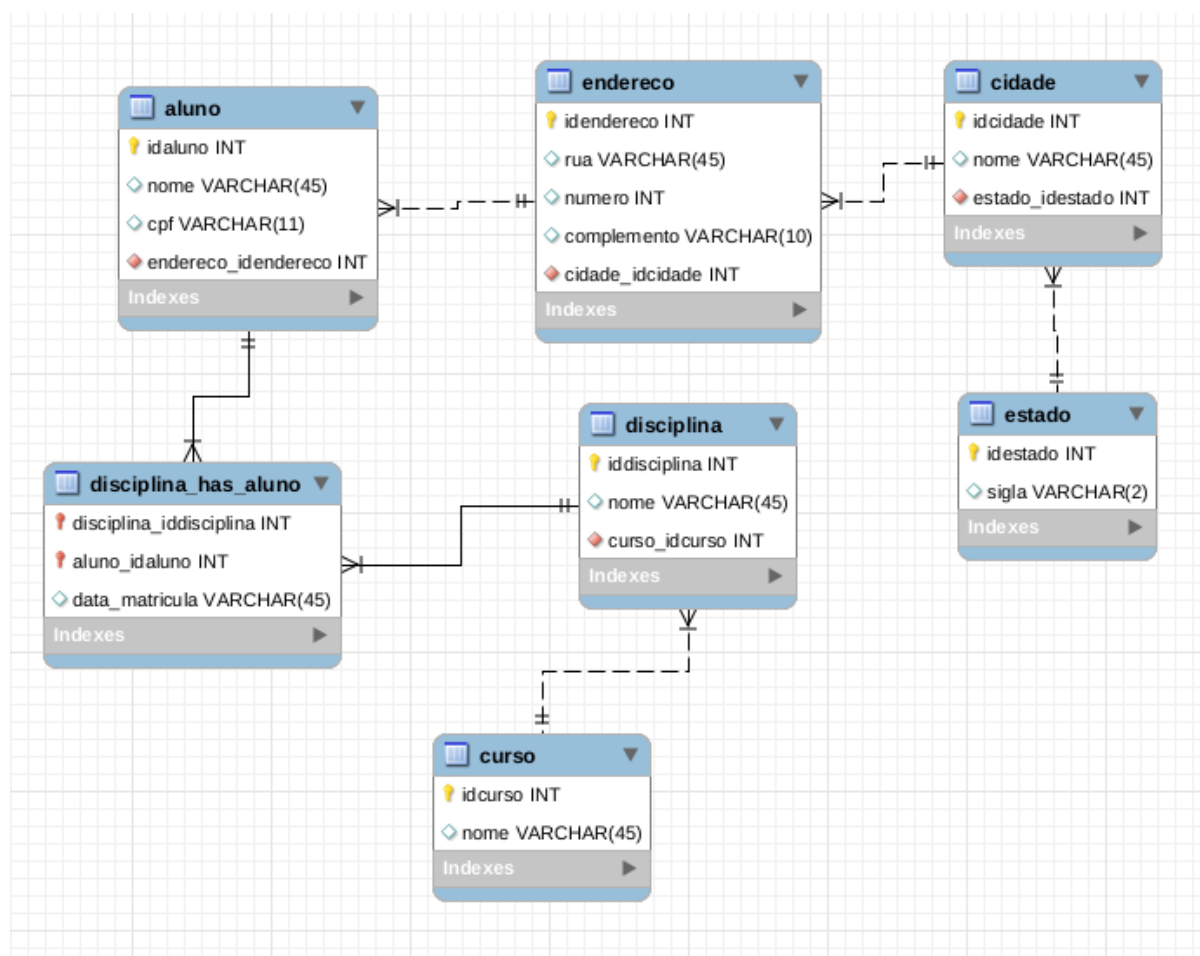 aluno
idaluno INT
nome VARCHAR(45)
cpf VARCHAR(11)
endereco_idendereco INT
Indexes
endereco
idendereco INT
rua VARCHAR(45)
numero INT
complemento VARCHAR(10)
cidade_idcidade INT
Indexes
cidade
idcidade INT
nome VARCHAR(45)
estado_idestado INT
Indexes
disciplina_has_aluno
disciplina_iddisciplina INT
aluno_idaluno INT
data_matricula VARCHAR(45)
Indexes
disciplina
iddisciplina INT
nome VARCHAR(45)
curso_idcurso INT
Indexes
estado
idestado INT
sigla VARCHAR(2)
Indexes
curso
idcurso INT
nome VARCHAR(45)
Indexes